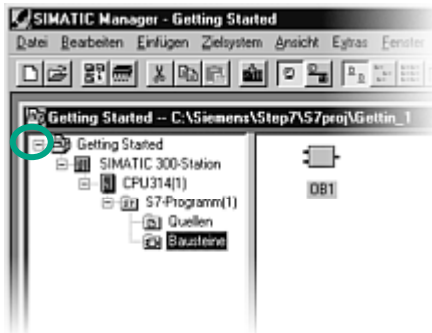 SIMATIC Manager - Getting Started
Datei Bearbeiten Einfügen Zielsystem Ansicht Extras Fenster
Getting Started -- C:\Siemens\Step7\S7proj\Gettin_1
Getting Started
SIMATIC 300-Station
CPU314(1)
S7-Programm(1)
Quellen
Bausteine
OB1